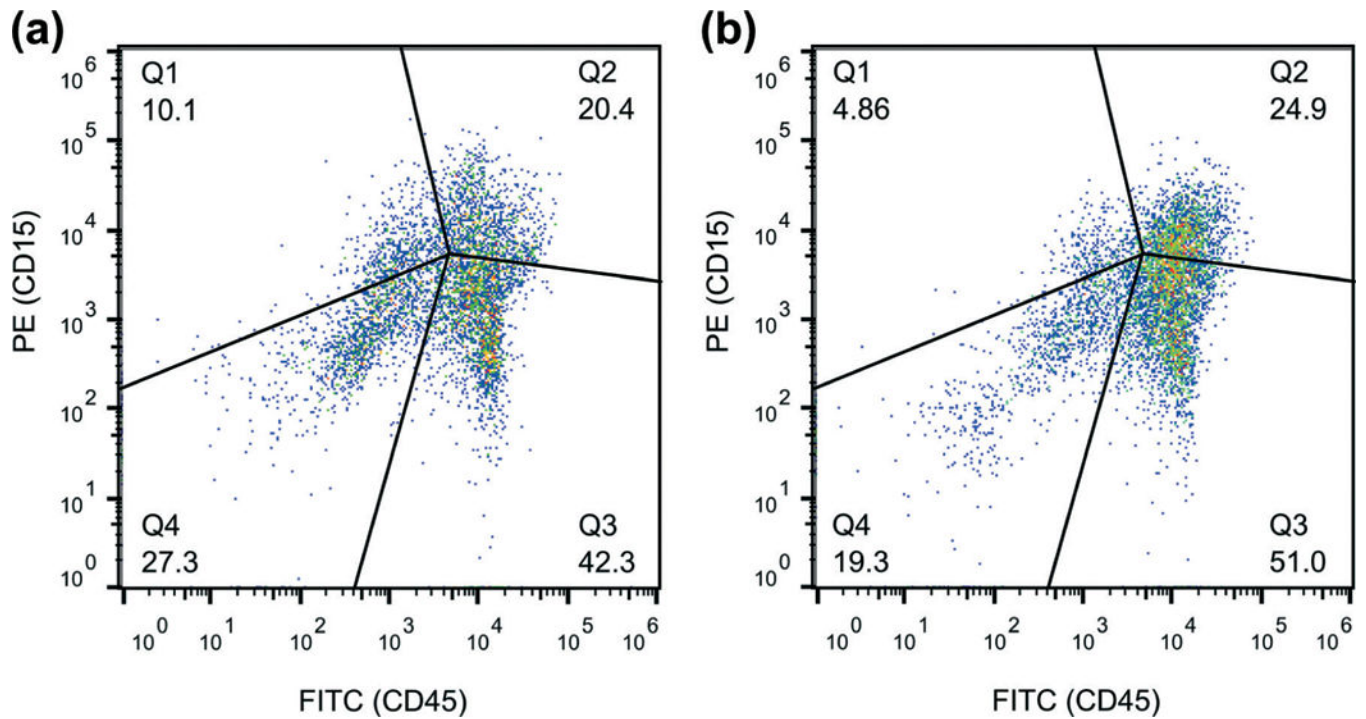 (a)
Q1
10.1
Q2
20.4
Q4
27.3
Q3
42.3
10^6
10^5
10^4
10^3
10^2
10^1
10^0
PE (CD15)
10^0 10^1 10^2 10^3 10^4 10^5 10^6
FITC (CD45)
(b)
Q1
4.86
Q2
24.9
Q4
19.3
Q3
51.0
10^6
10^5
10^4
10^3
10^2
10^1
10^0
PE (CD15)
10^0 10^1 10^2 10^3 10^4 10^5 10^6
FITC (CD45)